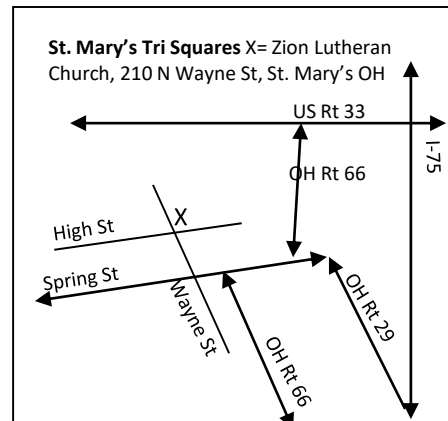 St. Mary's Tri Squares X= Zion Lutheran
Church, 210 N Wayne St, St. Mary's OH
US Rt 33
I-75
OH Rt 66
X
High St
Spring St
Wayne St
OH Rt 29
OH Rt 66